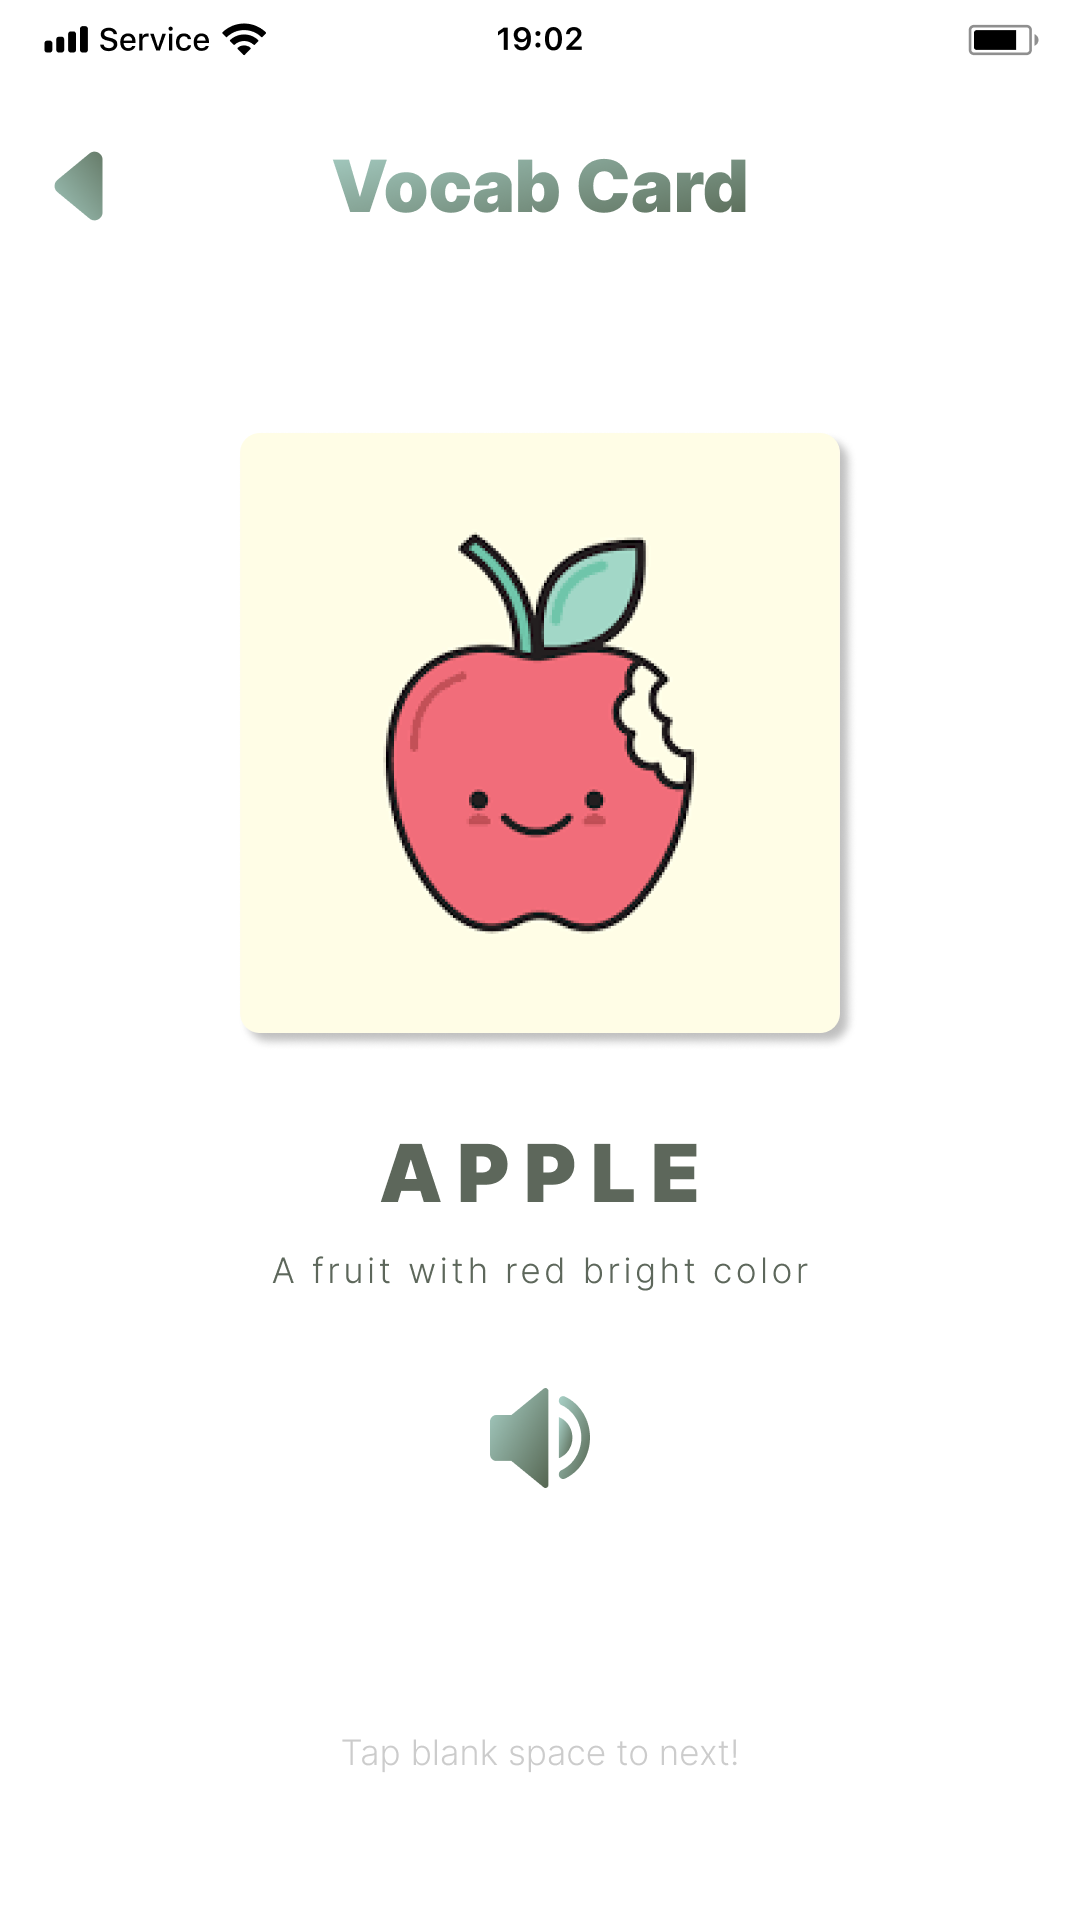 Service 19:02
Vocab Card
APPLE
A fruit with red bright color
Tap blank space to next!